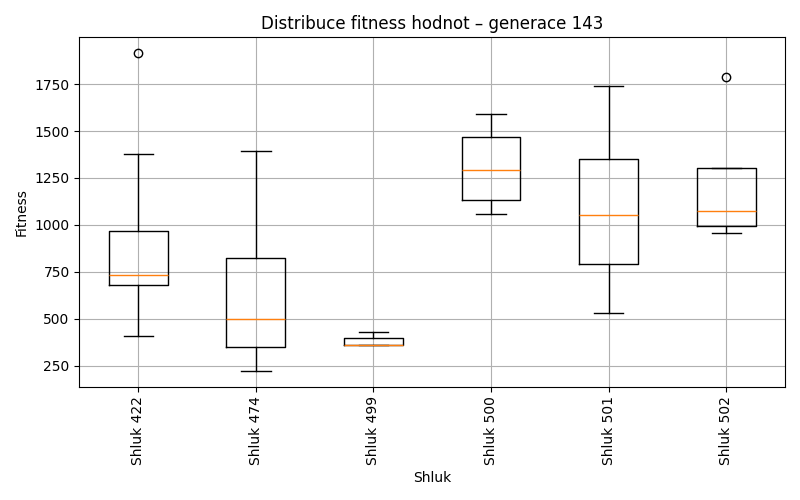 Distribuce fitness hodnot – generace 143
Fitness
1750
1500
1250
1000
750
500
250
Shluk 422
Shluk 474
Shluk 499
Shluk 500
Shluk 501
Shluk 502
Shluk